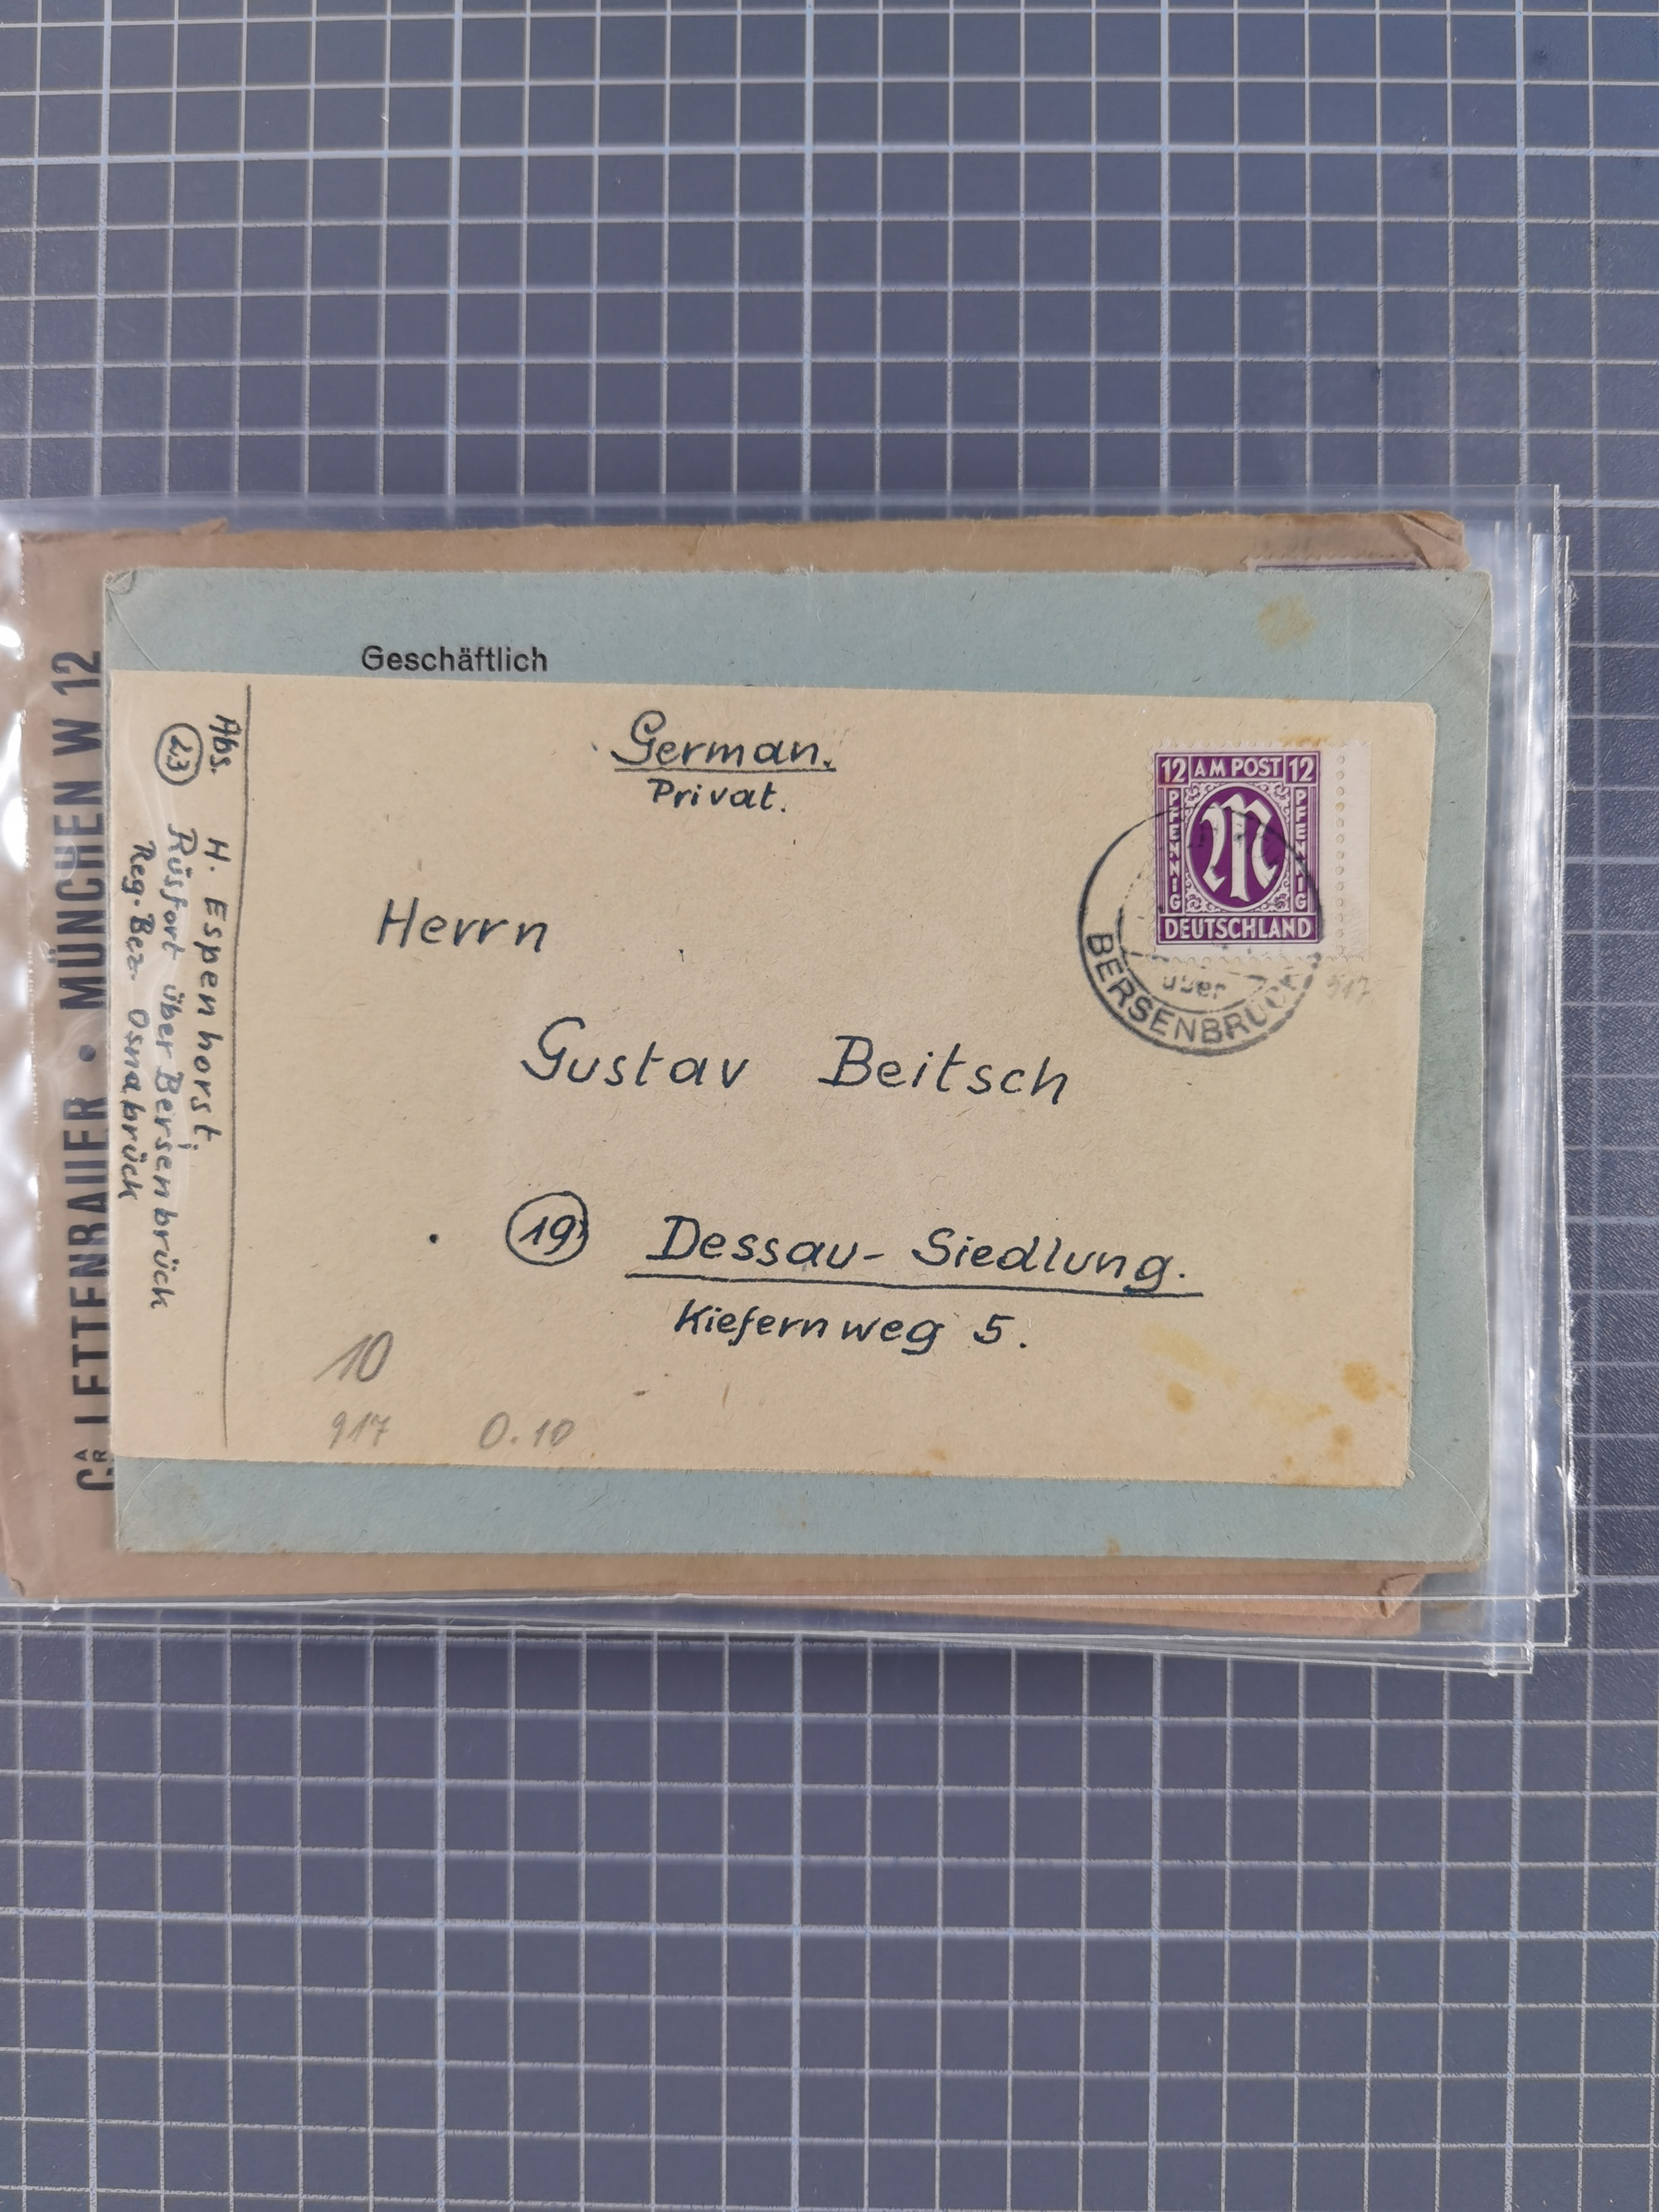 Geschäftlich
German.
Privat.
12 AM POST 12
PFENNIG
PFENNIG
DEUTSCHLAND
über
BERSENBRÜCK
917
Herrn
Gustav Beitsch
19 Dessau- Siedlung.
Kiefernweg 5.
10
917 0.10
Abs. H. Espenhorst.
23 Rüsfort über Bersenbrück
Reg. Bez. Osnabrück
LETTENBAUER • MÜNCHEN W 12